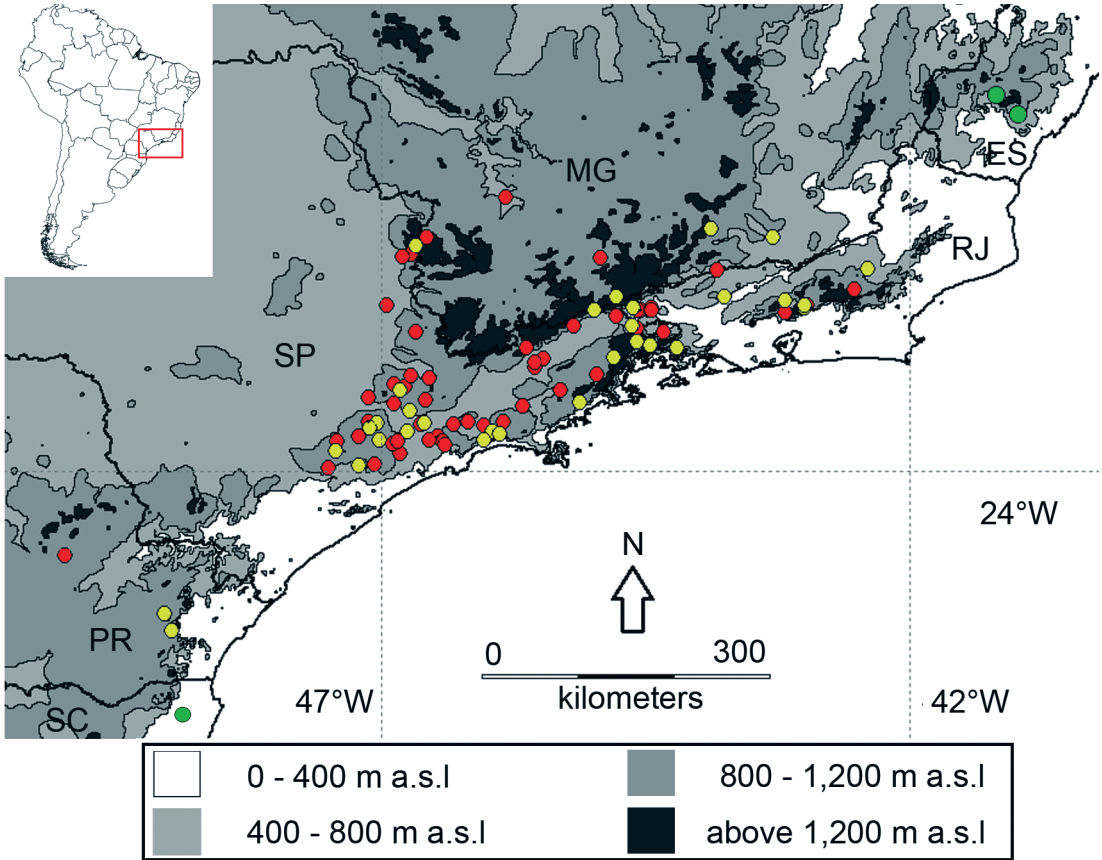 MG
ES
RJ
SP
24°W
N
PR
0 300
kilometers
47°W
42°W
SC
0 - 400 m a.s.l
800 - 1,200 m a.s.l
400 - 800 m a.s.l
above 1,200 m a.s.l